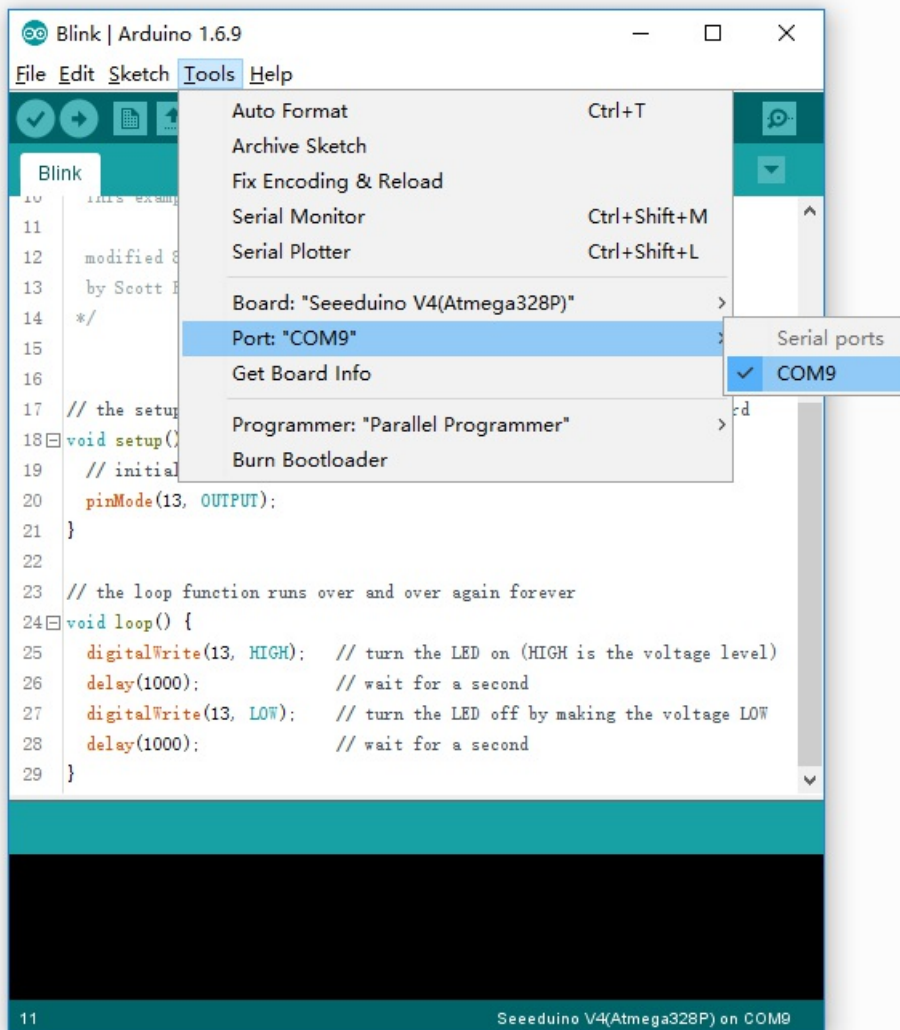 Blink | Arduino 1.6.9
File Edit Sketch Tools Help
Auto Format Ctrl+T
Archive Sketch
Fix Encoding & Reload
Serial Monitor Ctrl+Shift+M
Serial Plotter Ctrl+Shift+L
Board: "Seeeduino V4(Atmega328P)"
Port: "COM9"
Get Board Info
Programmer: "Parallel Programmer"
Burn Bootloader
Serial ports
COM9
Blink
10 This
11
12 modified
13 by Scott
14 */
15
16
17 // the setup
18 void setup()
19 //
20 pinMode(13, OUTPUT);
21 }
22
23 // the loop function runs over and over again forever
24 void loop() {
25 digitalWrite(13, HIGH); // turn the LED on (HIGH is the voltage level)
26 delay(1000); // wait for a second
27 digitalWrite(13, LOW); // turn the LED off by making the voltage LOW
28 delay(1000); // wait for a second
29 }
11 Seeeduino V4(Atmega328P) on COM9